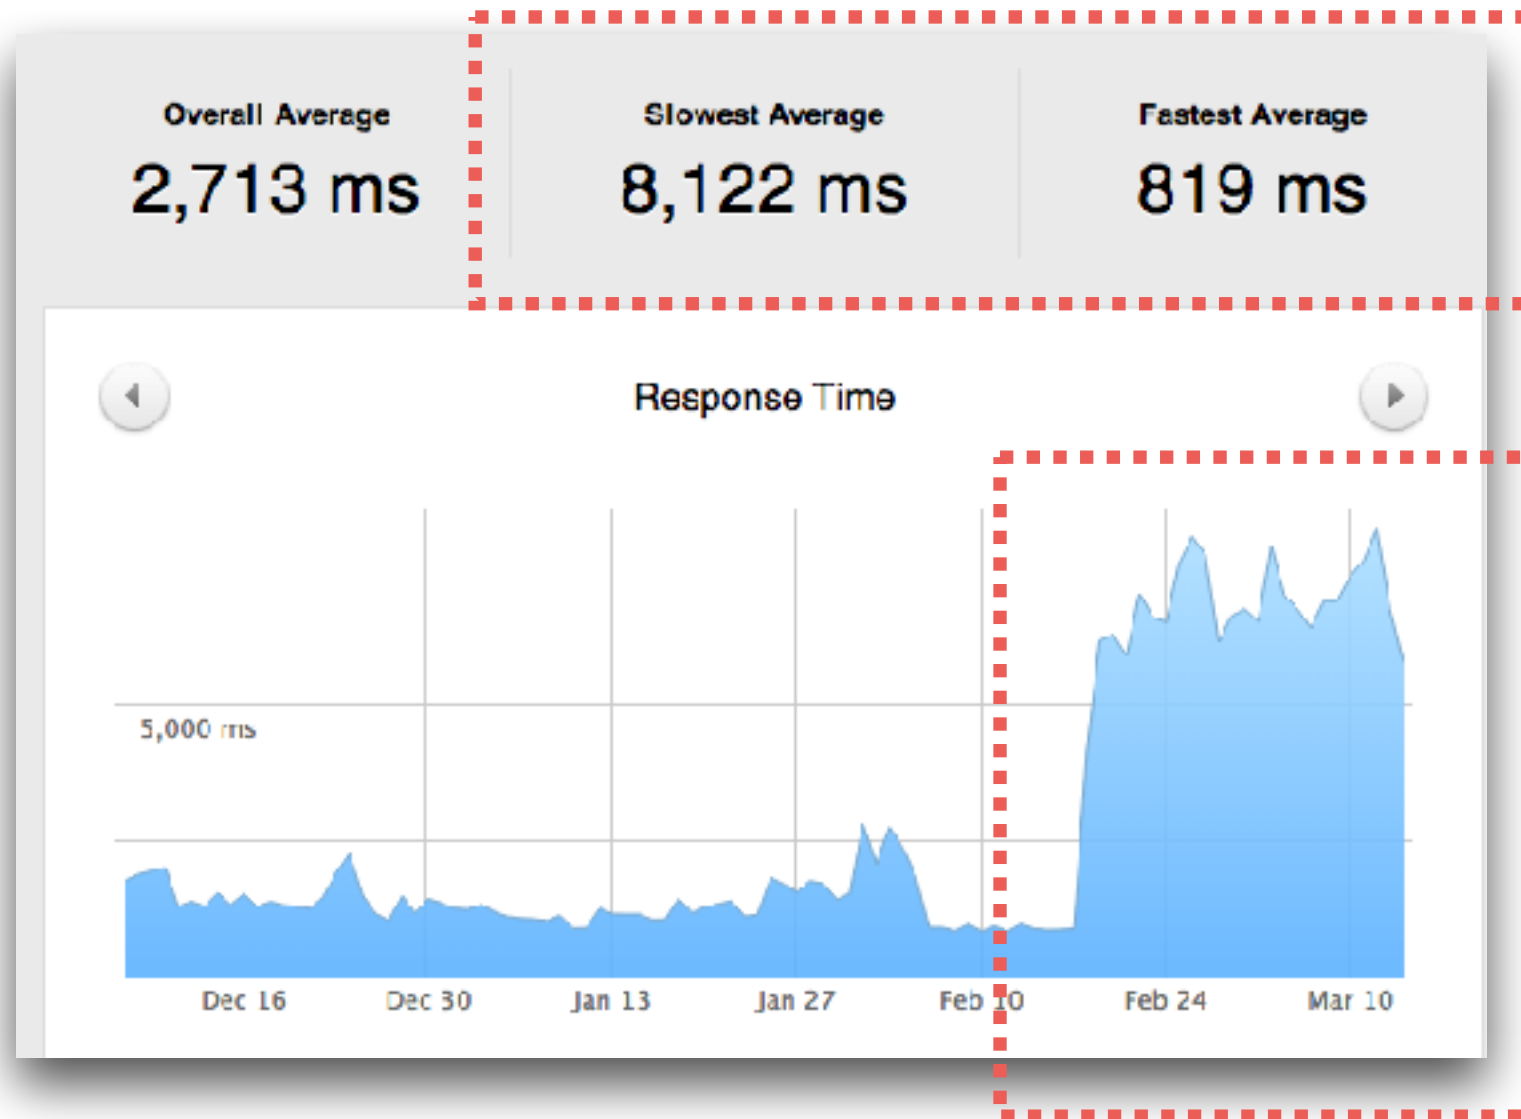 Overall Average
Slowest Average
Fastest Average
2,713 ms
8,122 ms
819 ms
Response Time
5,000 ms
Dec 16
Dec 30
Jan 13
Jan 27
Feb 10
Feb 24
Mar 10